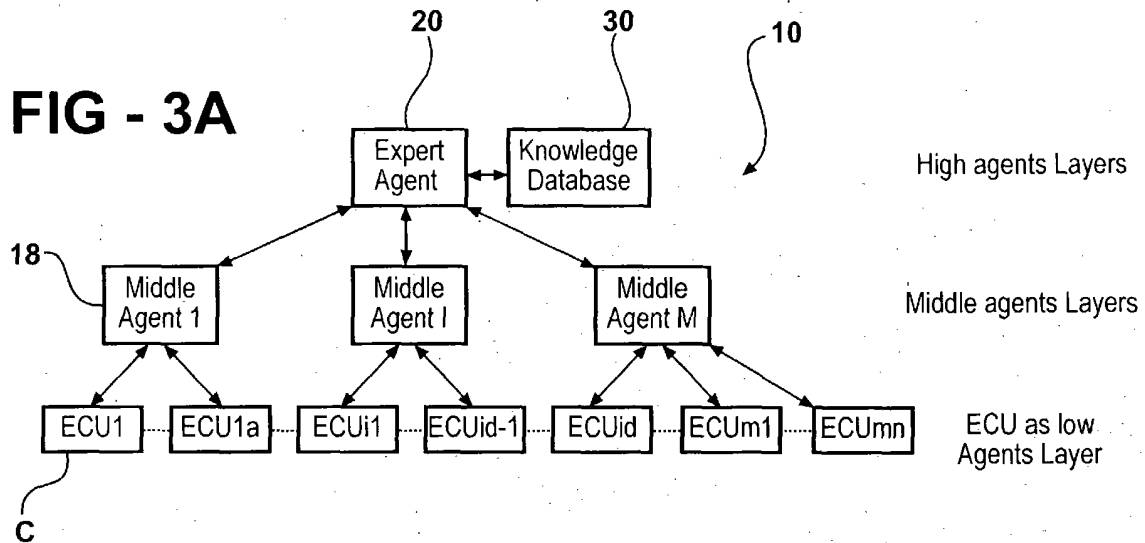 20
30
10
FIG - 3A
Expert
Agent
Knowledge
Database
High agents Layers
18
Middle
Agent 1
Middle
Agent I
Middle
Agent M
Middle agents Layers
ECU1
ECU1a
ECUi1
ECUid-1
ECUid
ECUm1
ECUmn
ECU as low
Agents Layer
C